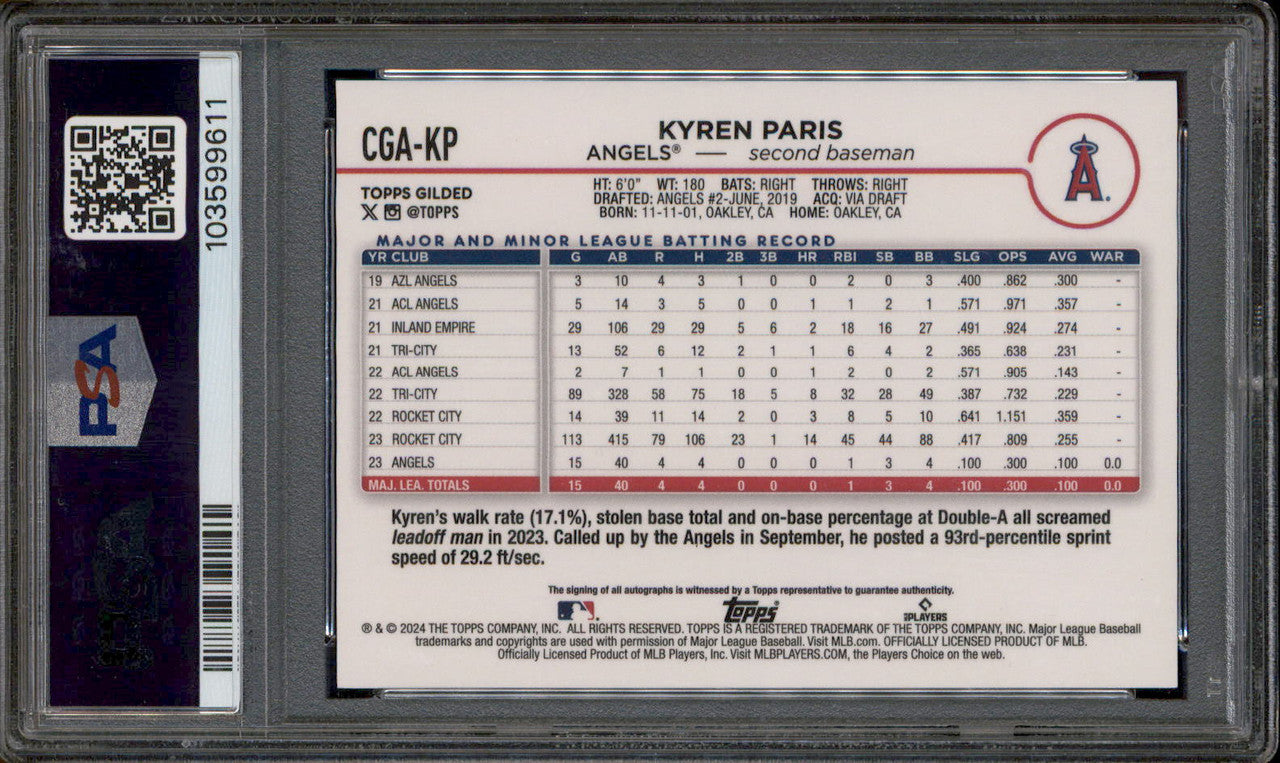 103599611
PSA
CGA-KP
KYREN PARIS
ANGELS® — second baseman
A
TOPPS GILDED
X @TOPPS
HT: 6'0" WT: 180 BATS: RIGHT THROWS: RIGHT
DRAFTED: ANGELS #2-JUNE, 2019 ACQ: VIA DRAFT
BORN: 11-11-01, OAKLEY, CA HOME: OAKLEY, CA
MAJOR AND MINOR LEAGUE BATTING RECORD
YR CLUB G AB R H 2B 3B HR RBI SB BB SLG OPS AVG WAR
19 AZL ANGELS 3 10 4 3 1 0 0 2 0 3 .400 .862 .300 -
21 ACL ANGELS 5 14 3 5 0 0 1 1 2 1 .571 .971 .357 -
21 INLAND EMPIRE 29 106 29 29 5 6 2 18 16 27 .491 .924 .274 -
21 TRI-CITY 13 52 6 12 2 1 1 6 4 2 .365 .638 .231 -
22 ACL ANGELS 2 7 1 1 0 0 1 2 0 2 .571 .905 .143 -
22 TRI-CITY 89 328 58 75 18 5 8 32 28 49 .387 .732 .229 -
22 ROCKET CITY 14 39 11 14 2 0 3 8 5 10 .641 1.151 .359 -
23 ROCKET CITY 113 415 79 106 23 1 14 45 44 88 .417 .809 .255 -
23 ANGELS 15 40 4 4 0 0 0 1 3 4 .100 .300 .100 0.0
MAJ. LEA. TOTALS 15 40 4 4 0 0 0 1 3 4 .100 .300 .100 0.0
Kyren's walk rate (17.1%), stolen base total and on-base percentage at Double-A all screamed
leadoff man in 2023. Called up by the Angels in September, he posted a 93rd-percentile sprint
speed of 29.2 ft/sec.
The signing of all autographs is witnessed by a Topps representative to guarantee authenticity.
Topps
PLAYERS
® & © 2024 THE TOPPS COMPANY, INC. ALL RIGHTS RESERVED. TOPPS IS A REGISTERED TRADEMARK OF THE TOPPS COMPANY, INC. Major League Baseball
trademarks and copyrights are used with permission of Major League Baseball. Visit MLB.com. OFFICIALLY LICENSED PRODUCT OF MLB.
Officially Licensed Product of MLB Players, Inc. Visit MLBPLAYERS.COM, the Players Choice on the web.